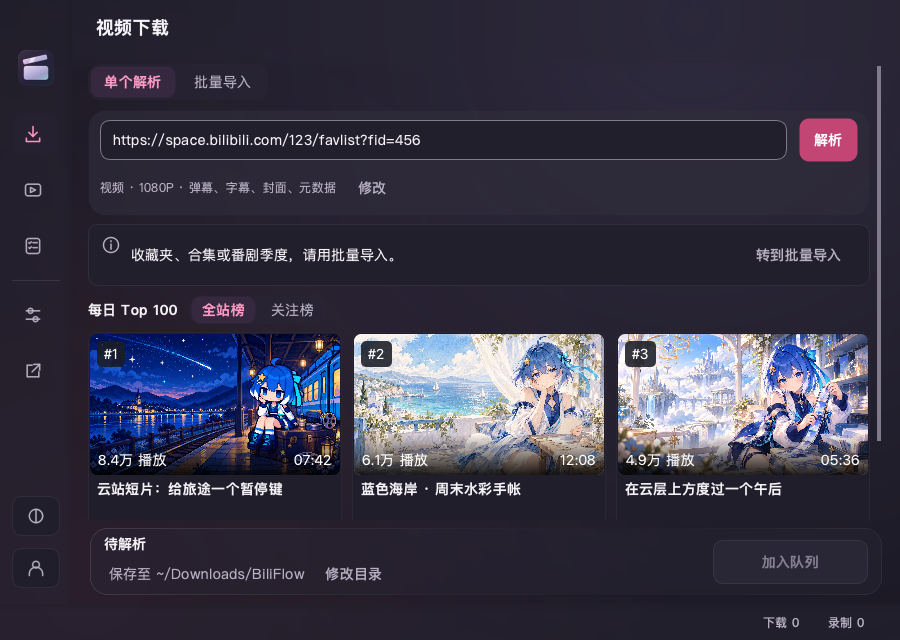 视频下载
单个解析 批量导入
https://space.bilibili.com/123/favlist?fid=456 解析
视频 · 1080P · 弹幕、字幕、封面、元数据 修改
收藏夹、合集或番剧季度，请用批量导入。 转到批量导入
每日 Top 100 全站榜 关注榜
#1 #2 #3
8.4万 播放 07:42 6.1万 播放 12:08 4.9万 播放 05:36
云站短片：给旅途一个暂停键 蓝色海岸 · 周末水彩手帐 在云层上方度过一个午后
待解析
保存至 ~/Downloads/BiliFlow 修改目录 加入队列
下载 0 录制 0